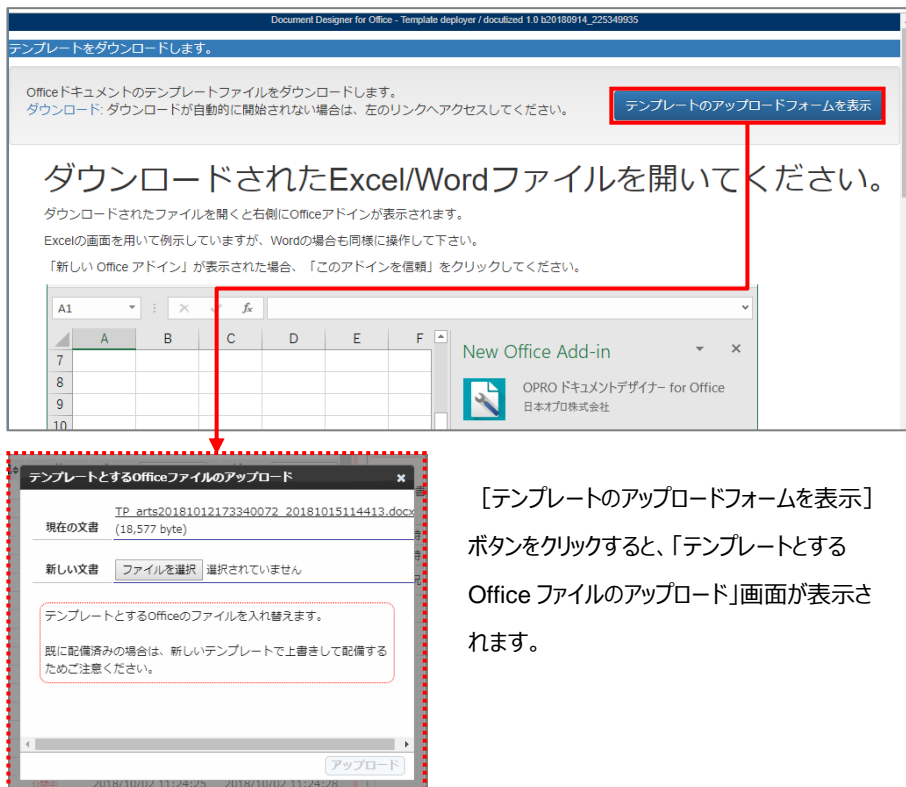 Document Designer for Office - Template deployer / docutized 1.0 b20180914_225349935
テンプレートをダウンロードします。
Officeドキュメントのテンプレートファイルをダウンロードします。
ダウンロード: ダウンロードが自動的に開始されない場合は、左のリンクへアクセスしてください。
テンプレートのアップロードフォームを表示
ダウンロードされたExcel/Wordファイルを開いてください。
ダウンロードされたファイルを開くと右側にOfficeアドインが表示されます。
Excelの画面を用いて例示していますが、Wordの場合も同様に操作して下さい。
「新しい Office アドイン」が表示された場合、「このアドインを信頼」をクリックしてください。
A1
fx
A B C D E F
7
8
9
10
New Office Add-in
OPRO ドキュメントデザイナー for Office
日本オプロ株式会社
テンプレートとするOfficeファイルのアップロード
現在の文書 TP_arts20181012173340072_20181015114413.docx
(18,577 byte)
新しい文書 ファイルを選択 選択されていません
テンプレートとするOfficeのファイルを入れ替えます。
既に配備済みの場合は、新しいテンプレートで上書きして配備する
ためご注意ください。
アップロード
2018/10/02 11:24:25 2018/10/02 11:24:28
［テンプレートのアップロードフォームを表示］
ボタンをクリックすると、「テンプレートとする
Office ファイルのアップロード」画面が表示さ
れます。